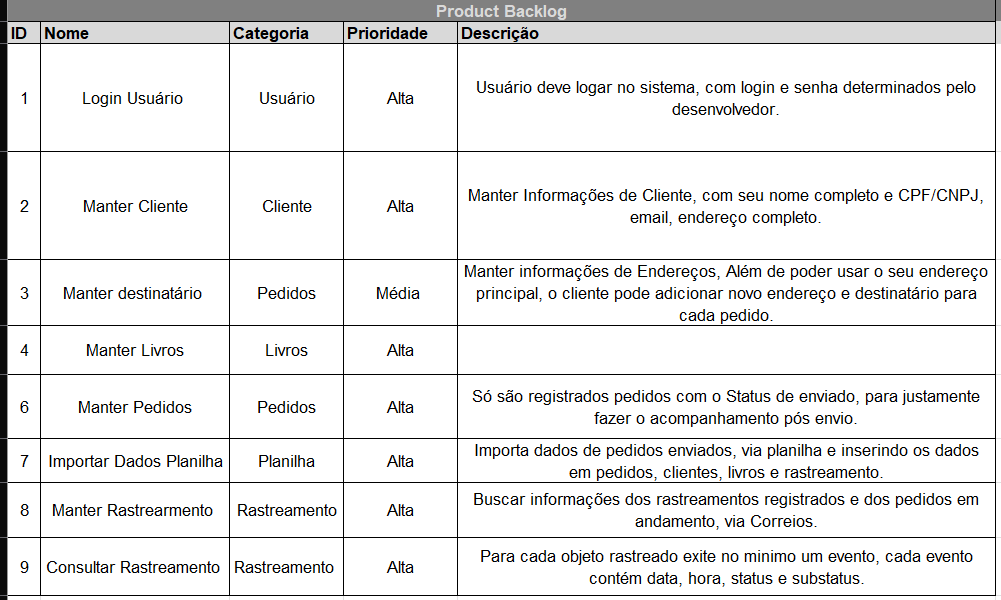 Product Backlog
ID Nome Categoria Prioridade Descrição
1 Login Usuário Usuário Alta Usuário deve logar no sistema, com login e senha determinados pelo
desenvolvedor.
2 Manter Cliente Cliente Alta Manter Informações de Cliente, com seu nome completo e CPF/CNPJ,
email, endereço completo.
3 Manter destinatário Pedidos Média Manter informações de Endereços, Além de poder usar o seu endereço
principal, o cliente pode adicionar novo endereço e destinatário para
cada pedido.
4 Manter Livros Livros Alta
6 Manter Pedidos Pedidos Alta Só são registrados pedidos com o Status de enviado, para justamente
fazer o acompanhamento pós envio.
7 Importar Dados Planilha Planilha Alta Importa dados de pedidos enviados, via planilha e inserindo os dados
em pedidos, clientes, livros e rastreamento.
8 Manter Rastrearmento Rastreamento Alta Buscar informações dos rastreamentos registrados e dos pedidos em
andamento, via Correios.
9 Consultar Rastreamento Rastreamento Alta Para cada objeto rastreado exite no minimo um evento, cada evento
contém data, hora, status e substatus.